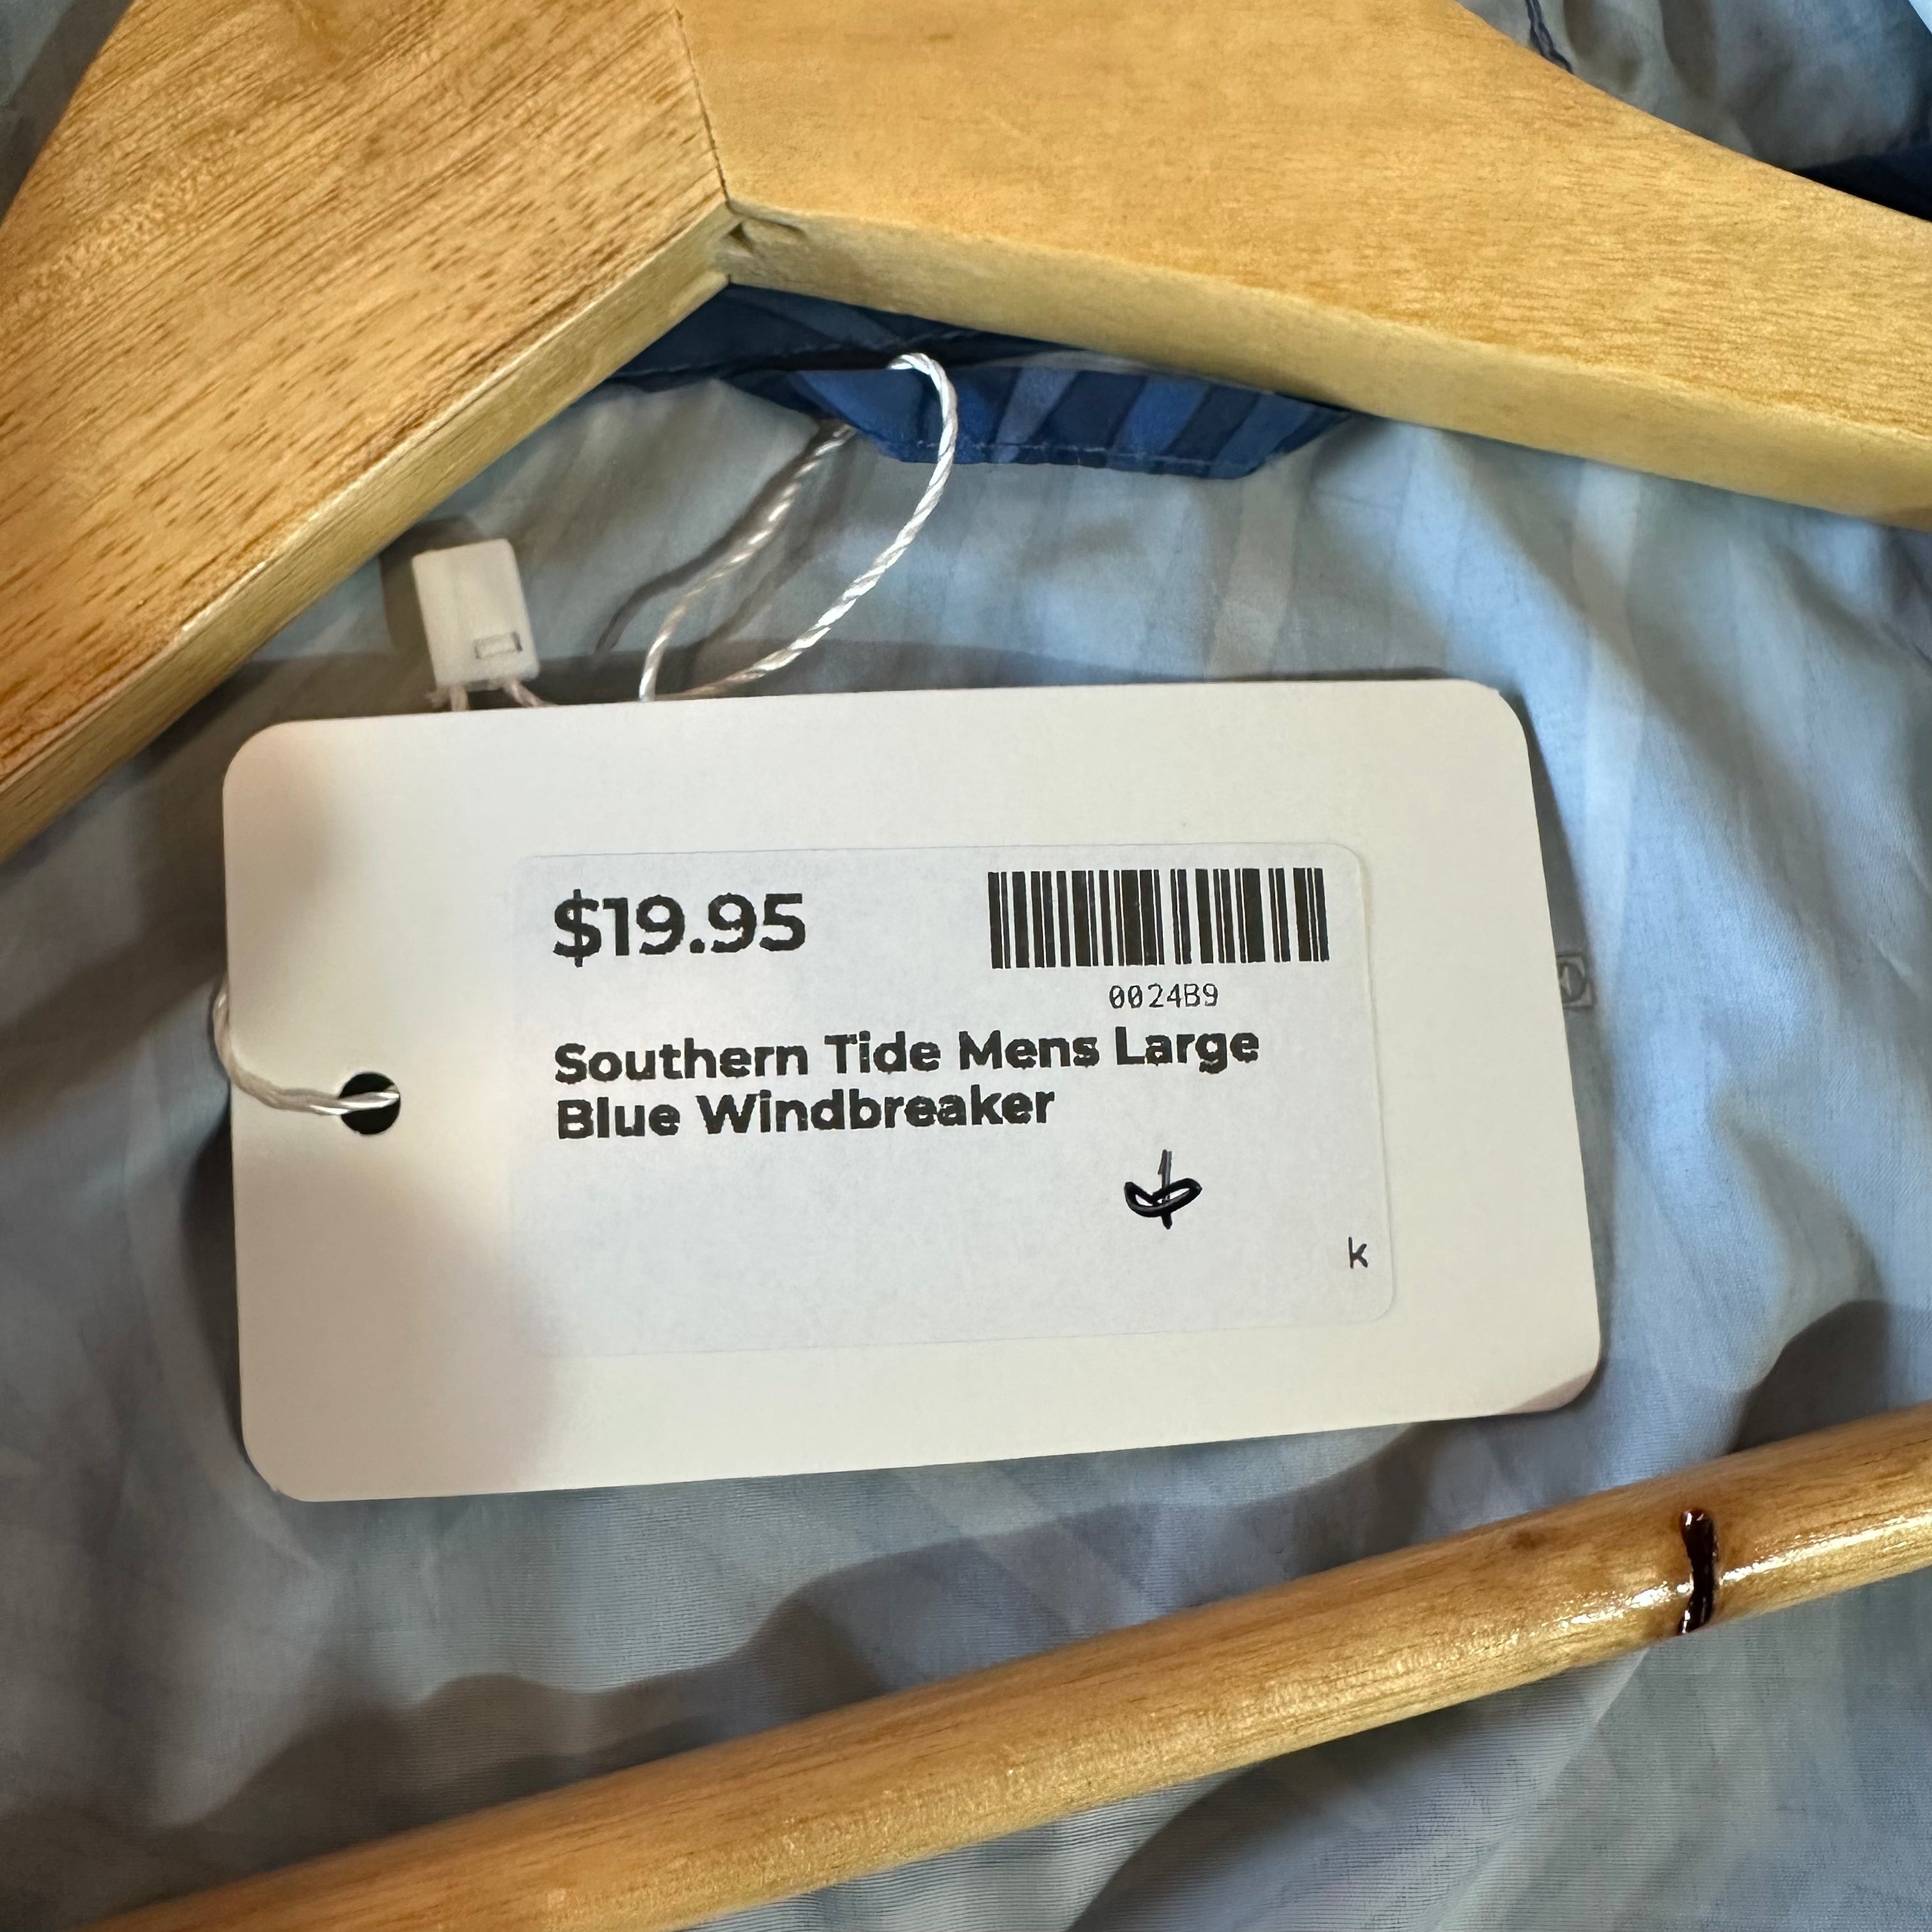 $19.95
0024B9
Southern Tide Mens Large
Blue Windbreaker
k